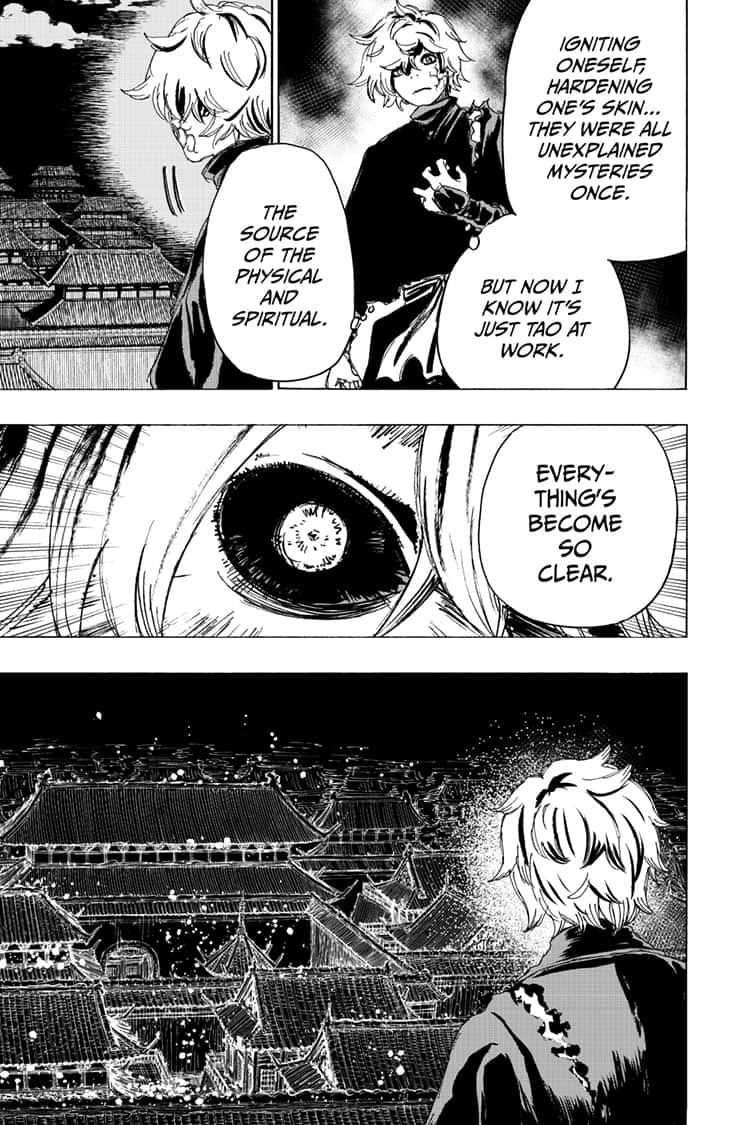 IGNITING
ONESELF,
HARDENING
ONE'S SKIN...
THEY WERE ALL
UNEXPLAINED
MYSTERIES
ONCE.
BUT NOW I
KNOW IT'S
JUST TAO AT
WORK.
THE
SOURCE
OF THE
PHYSICAL
AND
SPIRITUAL.
EVERY-
THING'S
BECOME
SO
CLEAR.